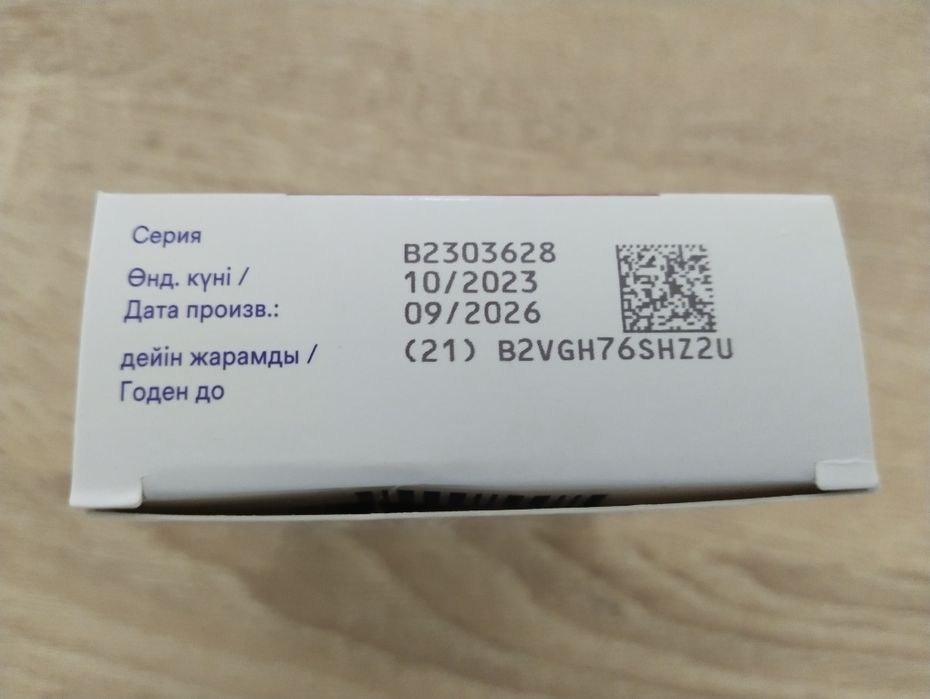 Серия
B2303628
Өнд. күні /
10/2023
Дата произв.:
09/2026
дейін жарамды /
(21) B2VGH76SHZ2U
Годен до